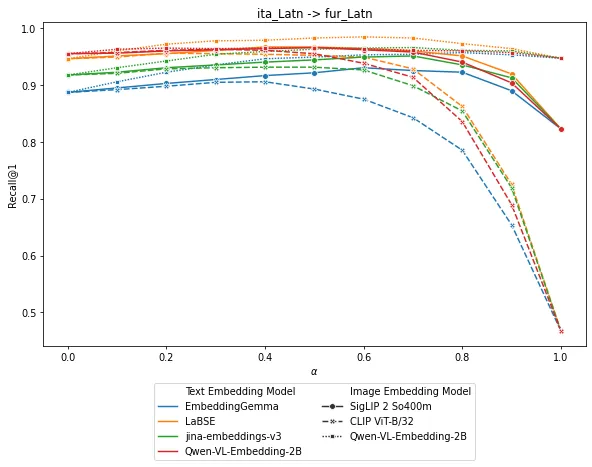 ita_Latn -> fur_Latn
Recall@1
1.0
0.9
0.8
0.7
0.6
0.5
0.0 0.2 0.4 0.6 0.8 1.0
α
Text Embedding Model
EmbeddingGemma
LaBSE
jina-embeddings-v3
Qwen-VL-Embedding-2B
Image Embedding Model
SigLIP 2 So400m
CLIP ViT-B/32
Qwen-VL-Embedding-2B